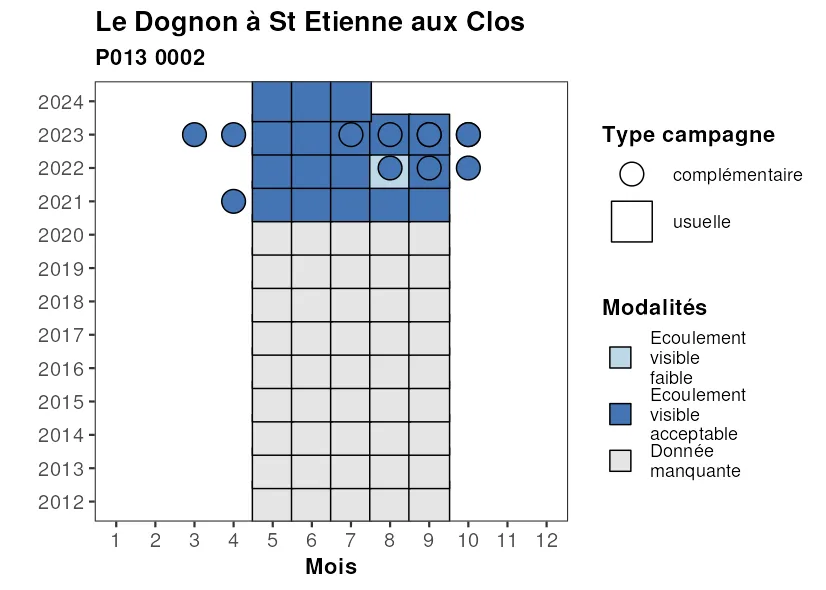 Le Dognon à St Etienne aux Clos
P013 0002
2024
2023
2022
2021
2020
2019
2018
2017
2016
2015
2014
2013
2012
1 2 3 4 5 6 7 8 9 10 11 12
Mois
Type campagne
complémentaire
usuelle
Modalités
Ecoulement
visible
faible
Ecoulement
visible
acceptable
Donnée
manquante